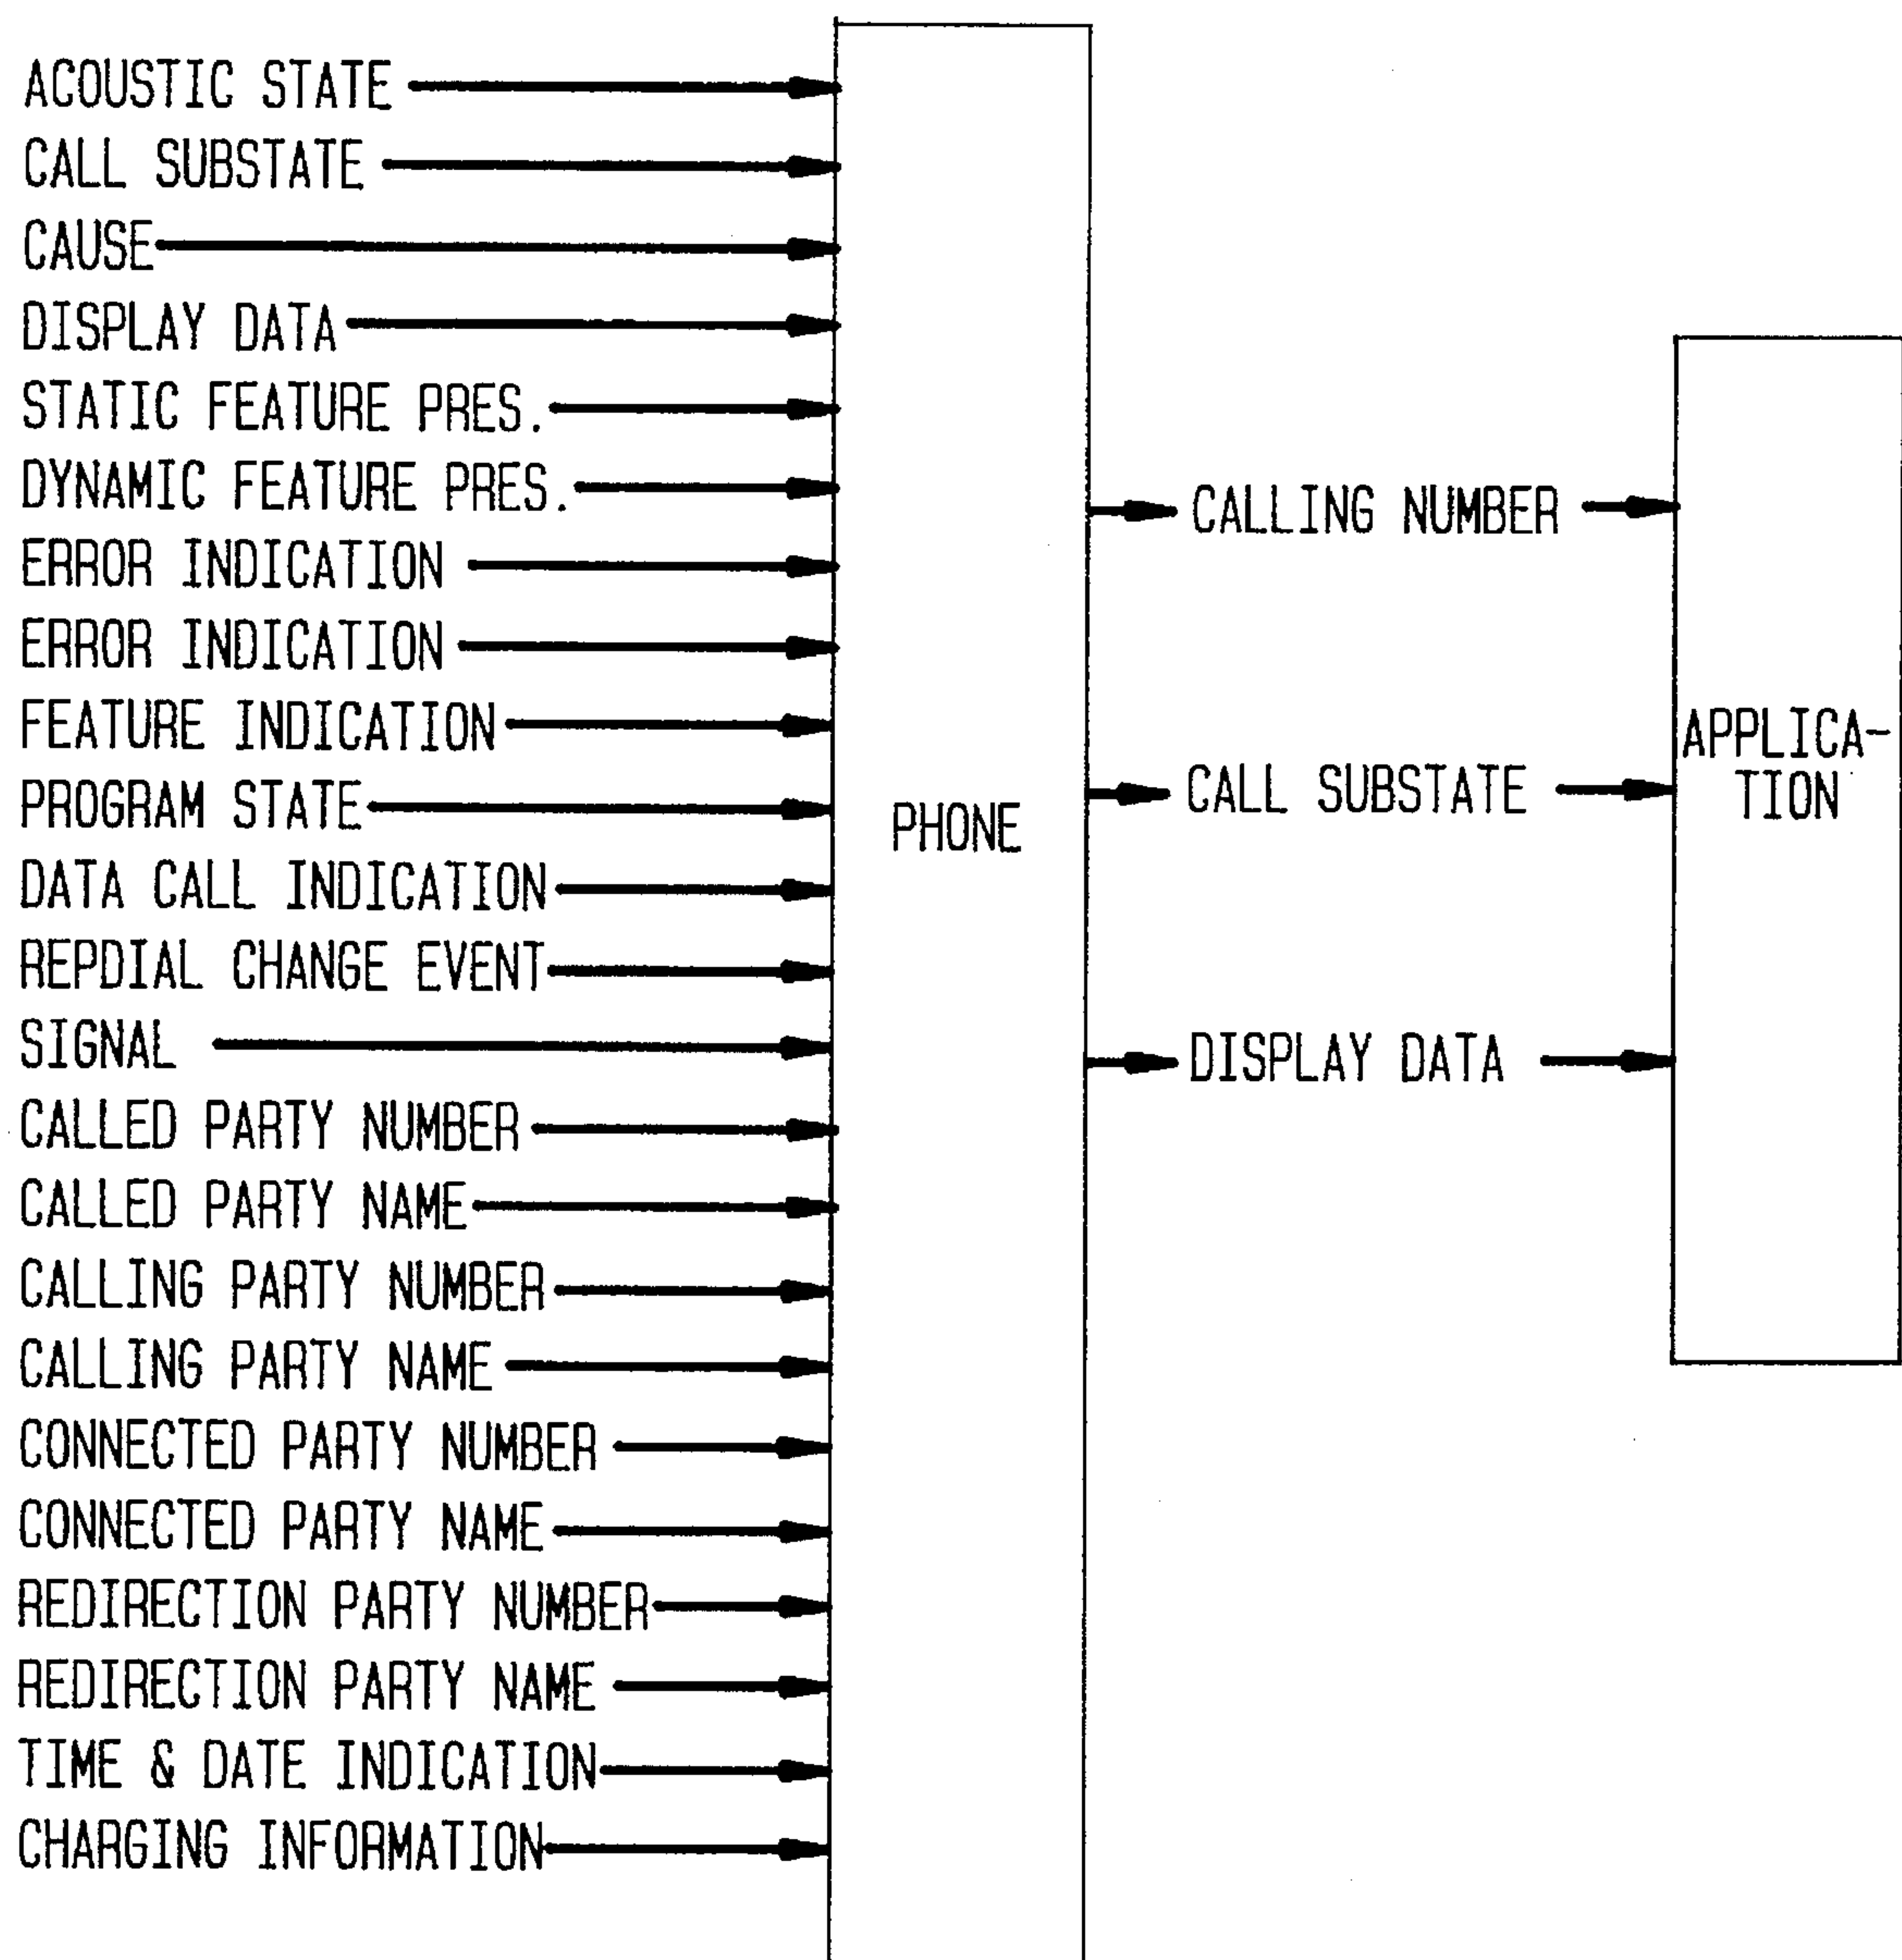 ACOUSTIC STATE
CALL SUBSTATE
CAUSE
DISPLAY DATA
STATIC FEATURE PRES.
DYNAMIC FEATURE PRES.
ERROR INDICATION
ERROR INDICATION
FEATURE INDICATION
PROGRAM STATE
DATA CALL INDICATION
REPDIAL CHANGE EVENT
SIGNAL
CALLED PARTY NUMBER
CALLED PARTY NAME
CALLING PARTY NUMBER
CALLING PARTY NAME
CONNECTED PARTY NUMBER
CONNECTED PARTY NAME
REDIRECTION PARTY NUMBER
REDIRECTION PARTY NAME
TIME & DATE INDICATION
CHARGING INFORMATION
PHONE
CALLING NUMBER
CALL SUBSTATE
DISPLAY DATA
APPLICA-
TION